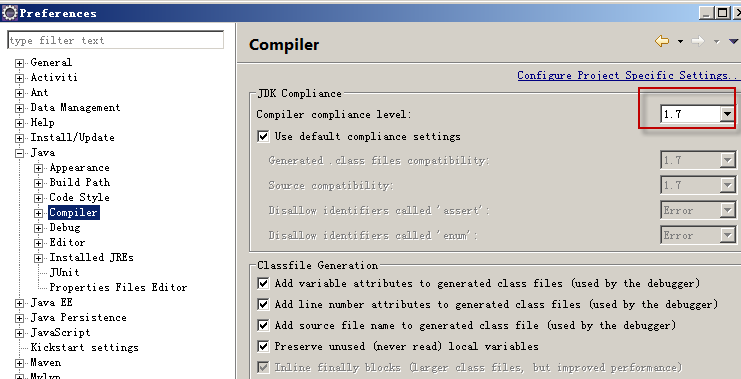 Preferences
type filter text
General
Activiti
Ant
Data Management
Help
Install/Update
Java
Appearance
Build Path
Code Style
Compiler
Debug
Editor
Installed JREs
JUnit
Properties Files Editor
Java EE
Java Persistence
JavaScript
Kickstart settings
Maven
Mylyn
Compiler
Configure Project Specific Settings...
JDK Compliance
Compiler compliance level: 1.7
Use default compliance settings
Generated .class files compatibility: 1.7
Source compatibility: 1.7
Disallow identifiers called 'assert': Error
Disallow identifiers called 'enum': Error
Classfile Generation
Add variable attributes to generated class files (used by the debugger)
Add line number attributes to generated class files (used by the debugger)
Add source file name to generated class file (used by the debugger)
Preserve unused (never read) local variables
Inline finally blocks (larger class files, but improved performance)